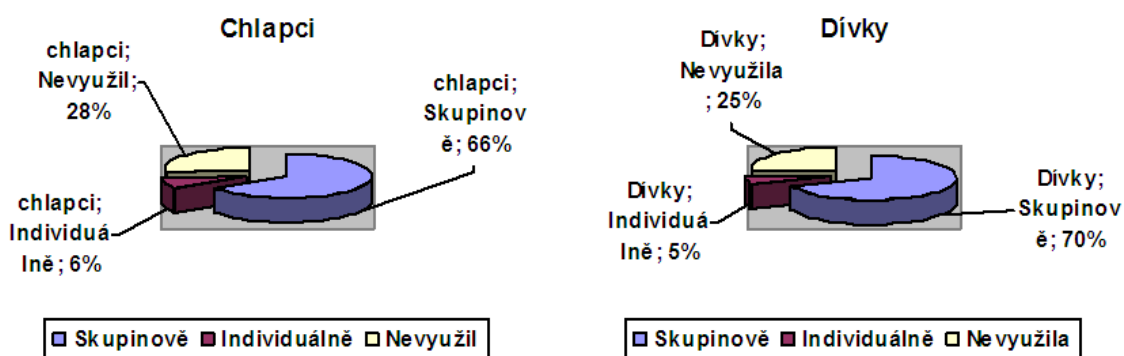 Chlapci
chlapci;
Nevyužil;
28%
chlapci;
Skupinov
ě; 66%
chlapci;
Individuá
lně; 6%
Skupinově Individuálně Nevyužil
Dívky
Dívky;
Nevyužila
; 25%
Dívky;
Individuá
lně; 5%
Dívky;
Skupinov
ě; 70%
Skupinově Individuálně Nevyužila